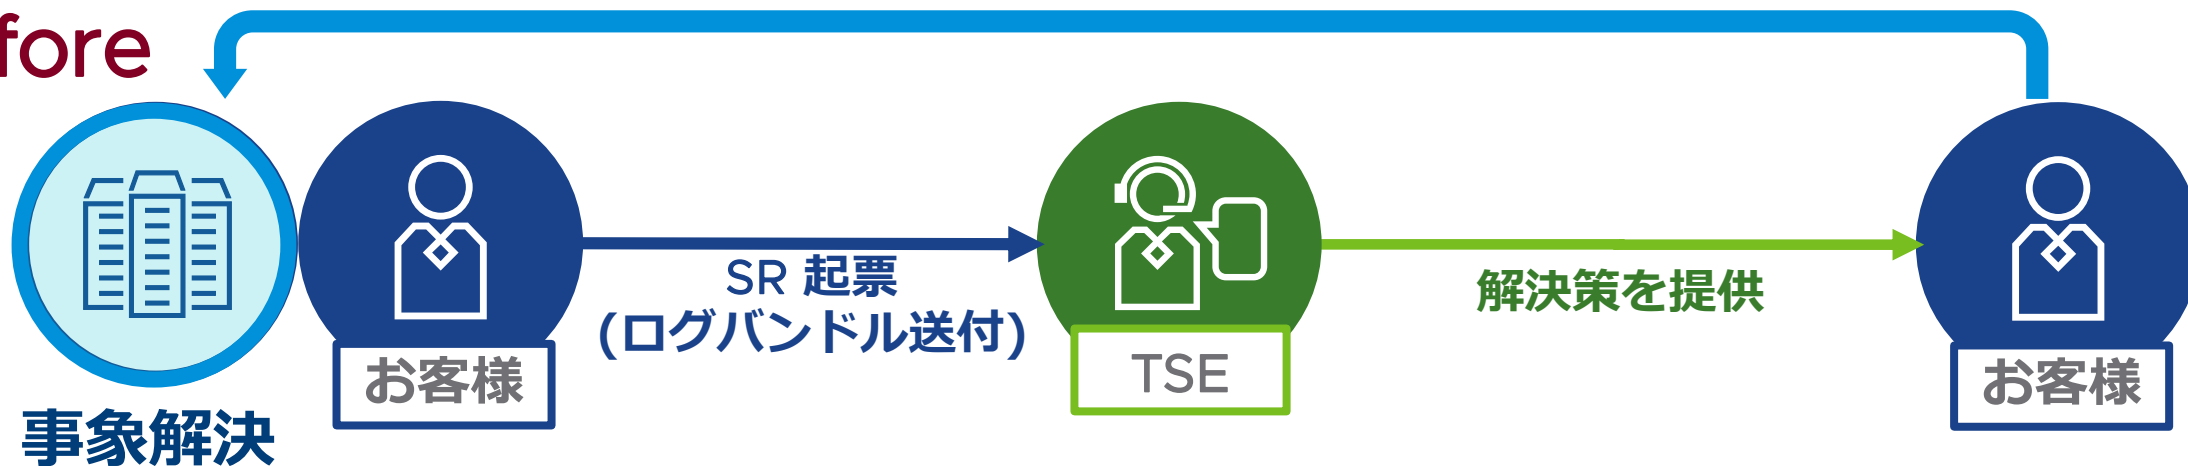 fore
SR 起票
(ログバンドル送付)
解決策を提供
お客様
TSE
お客様
事象解決